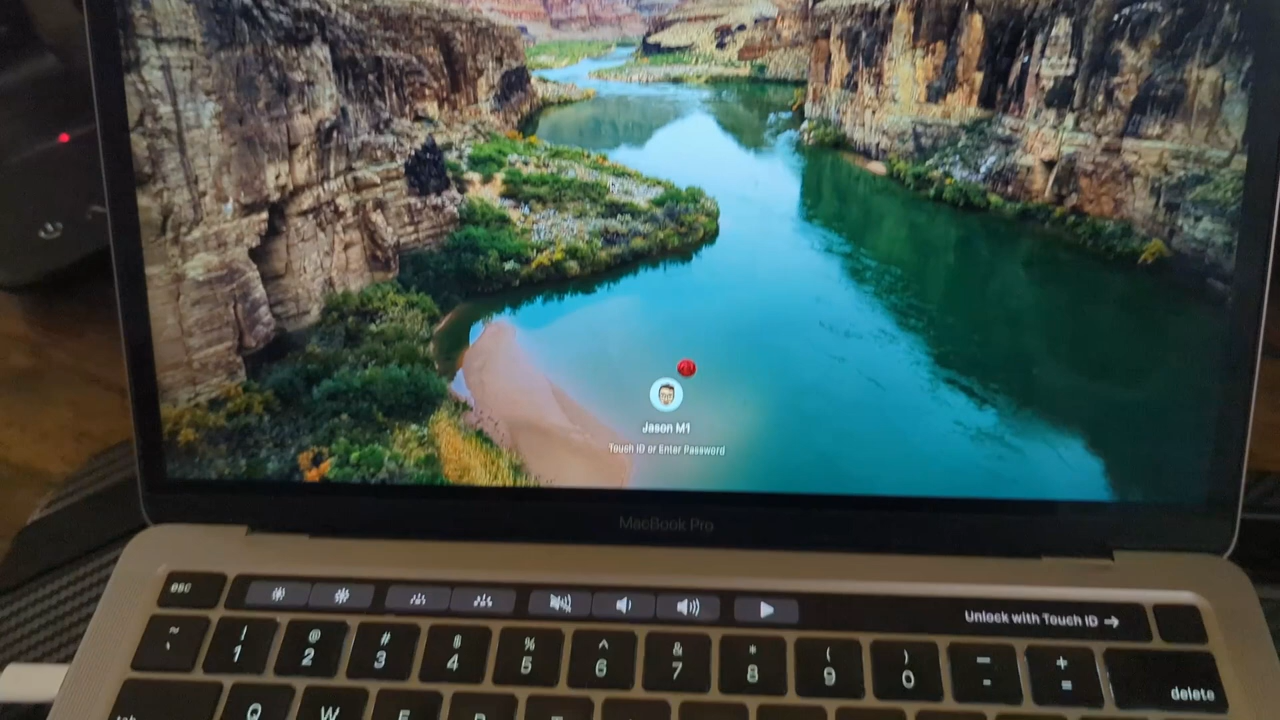 Jason M1
Touch ID or Enter Password
MacBook Pro
esc
Unlock with Touch ID →
~ ! @ # $ % ^ & * ( ) — +
` 1 2 3 4 5 6 7 8 9 0 - =
delete
tab Q W E